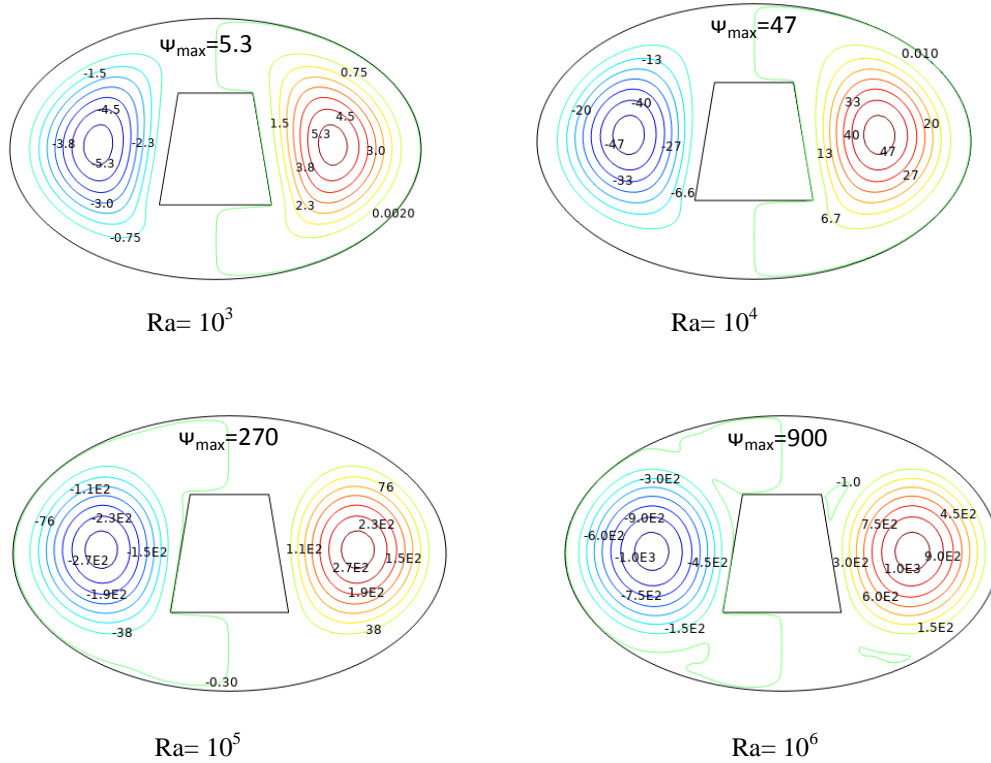 Ψmax=5.3
-1.5
0.75
-4.5
4.5
1.5
5.3
-3.8
-2.3
3.0
-5.3
3.8
-3.0
2.3
0.0020
-0.75
Ra= 10³
Ψmax=47
0.010
-13
-20
-40
33
20
-47
-27
40
47
13
-33
27
-6.6
6.7
Ra= 10⁴
Ψmax=270
-1.1E2
76
-76
-2.3E2
2.3E2
-1.5E2
1.1E2
1.5E2
-2.7E2
2.7E2
-1.9E2
1.9E2
-38
38
-0.30
Ra= 10⁵
Ψmax=900
-3.0E2
-1.0
-9.0E2
7.5E2
4.5E2
-6.0E2
-1.0E3
-4.5E2
3.0E2
9.0E2
1.0E3
-7.5E2
6.0E2
-1.5E2
1.5E2
Ra= 10⁶